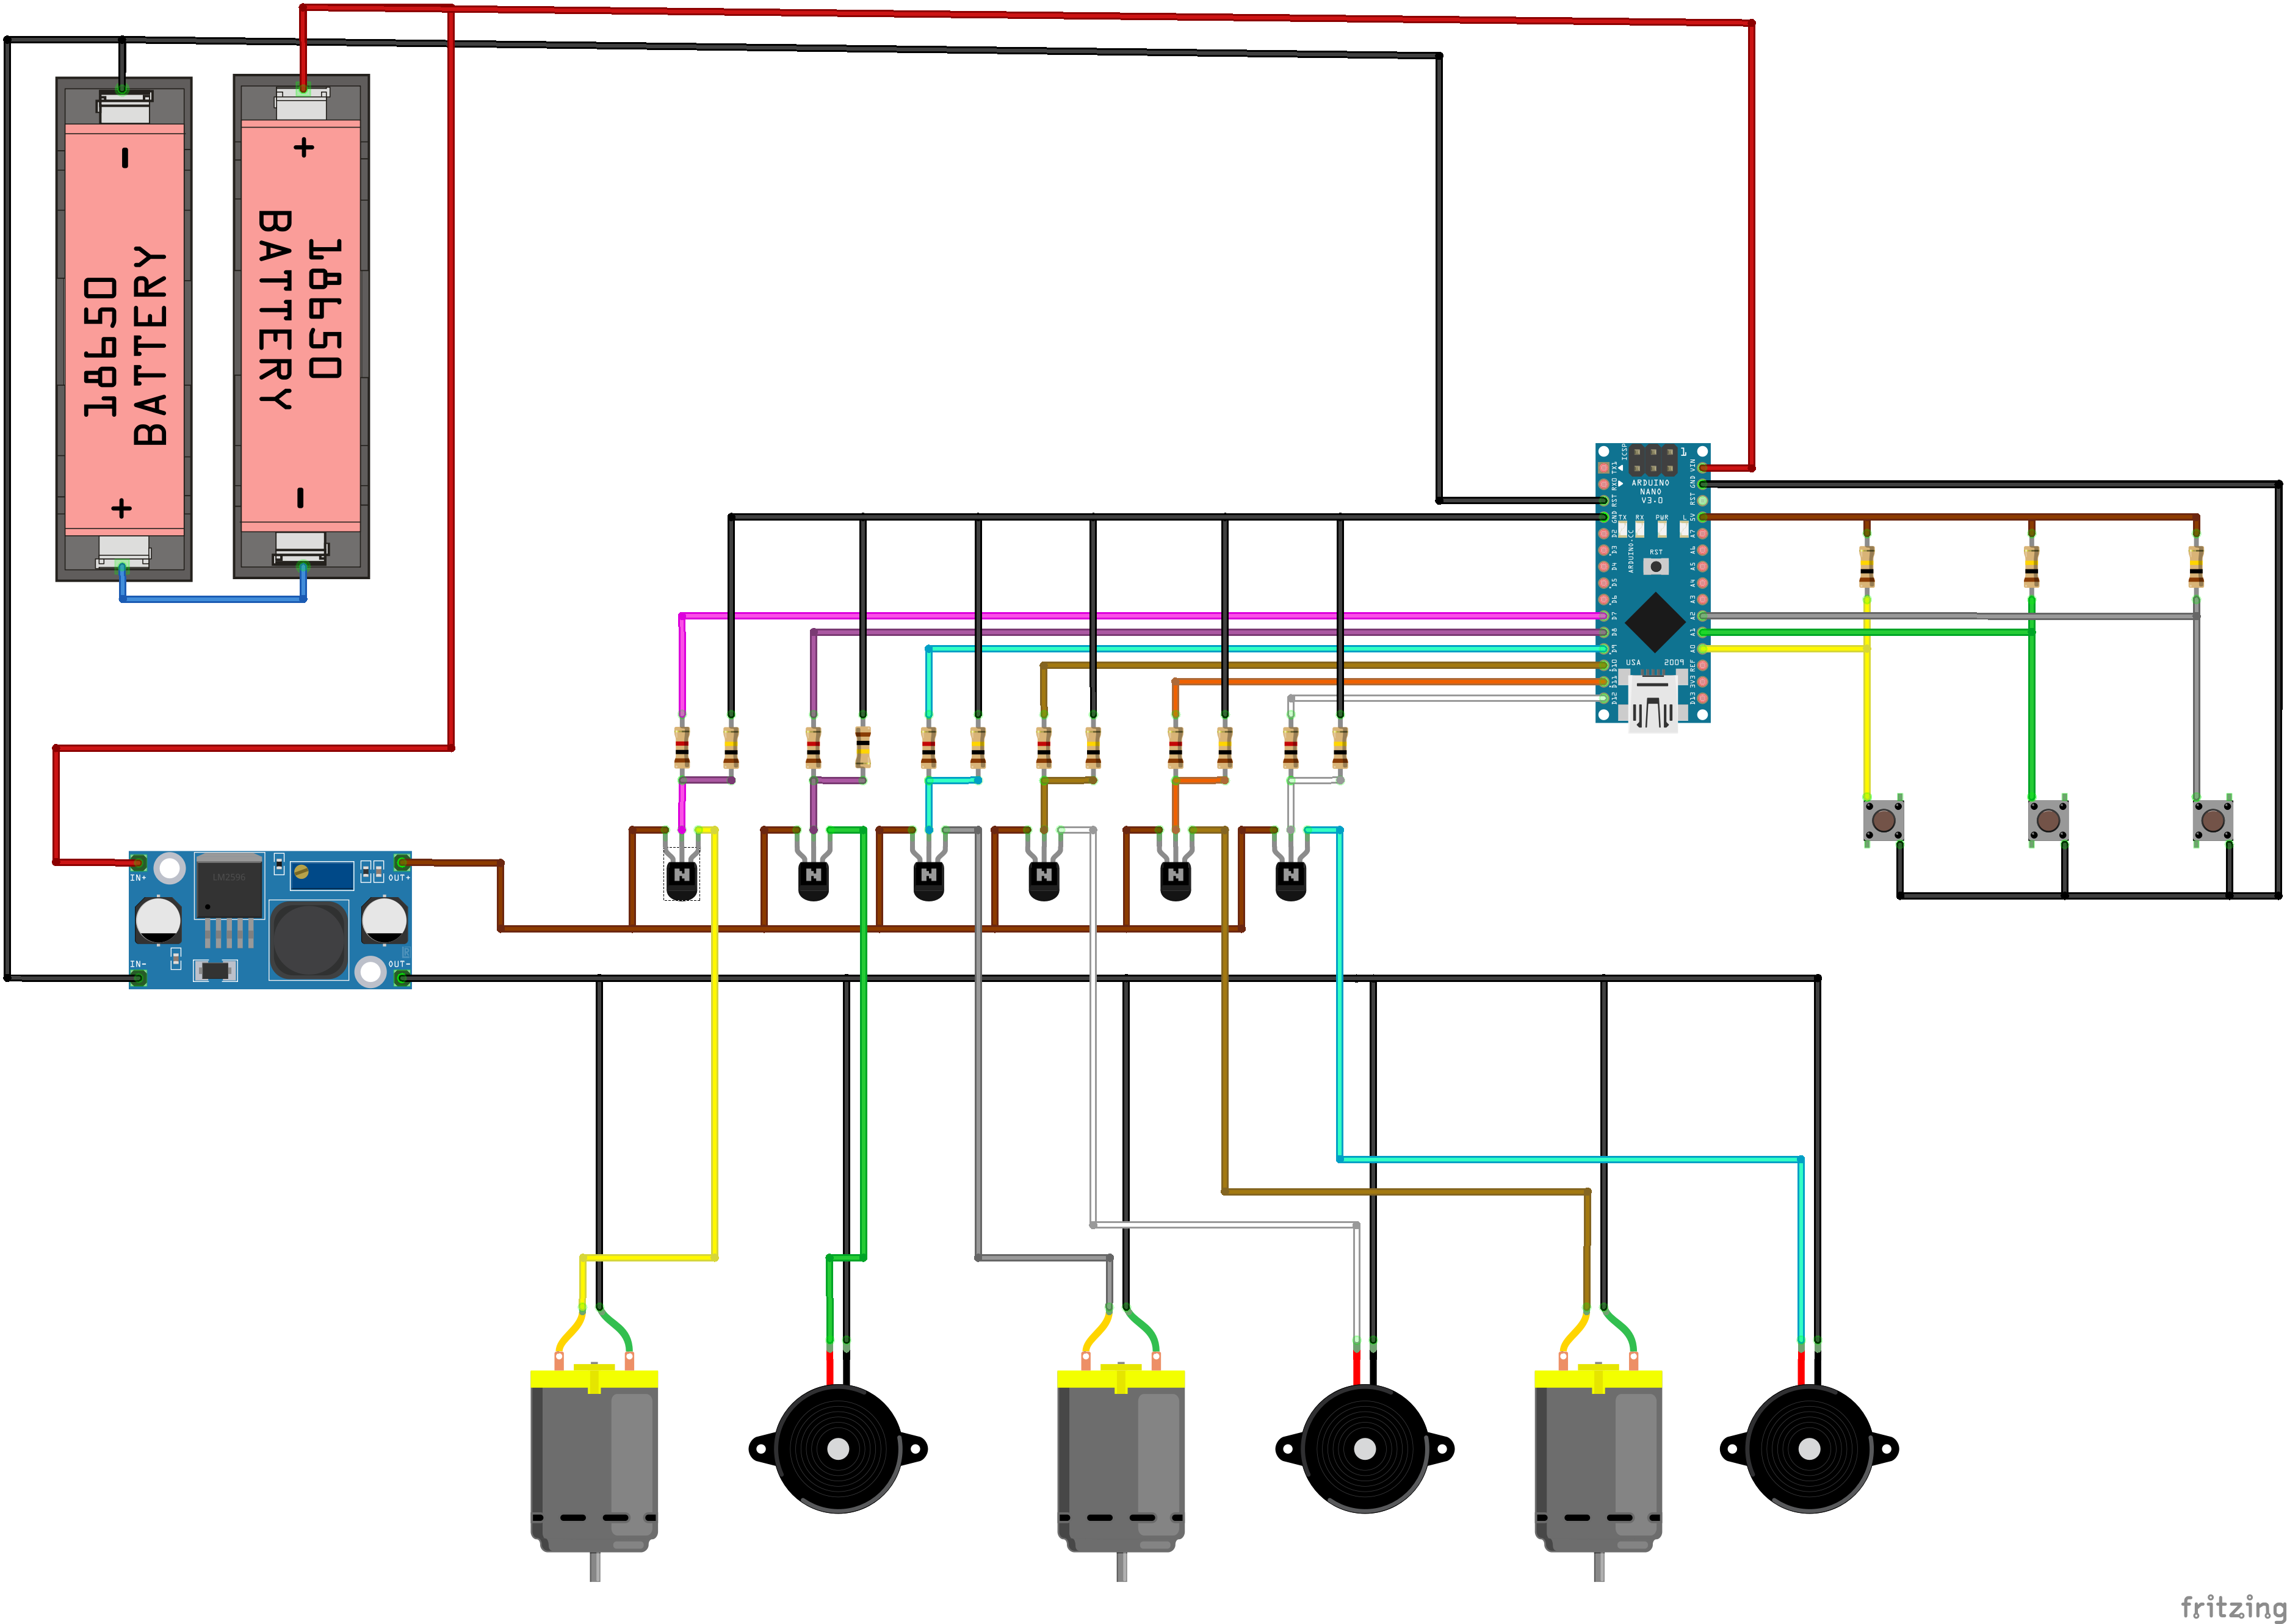 -
+
18650
BATTERY
+
-
18650
BATTERY
ICSP
1
TX1
RX0
RST
GND
D2
D3
D4
D5
D6
D7
D8
D9
D10
D11
D12
VIN
GND
RST
5V
A7
A6
A5
A4
A3
A2
A1
A0
REF
3V3
D13
ARDUINO
NANO
V3.0
TX RX PWR L
RST
ARDUINO.CC
USA 2009
N
N
N
N
N
N
LM2596
IN+
OUT+
IN-
OUT-
fritzing